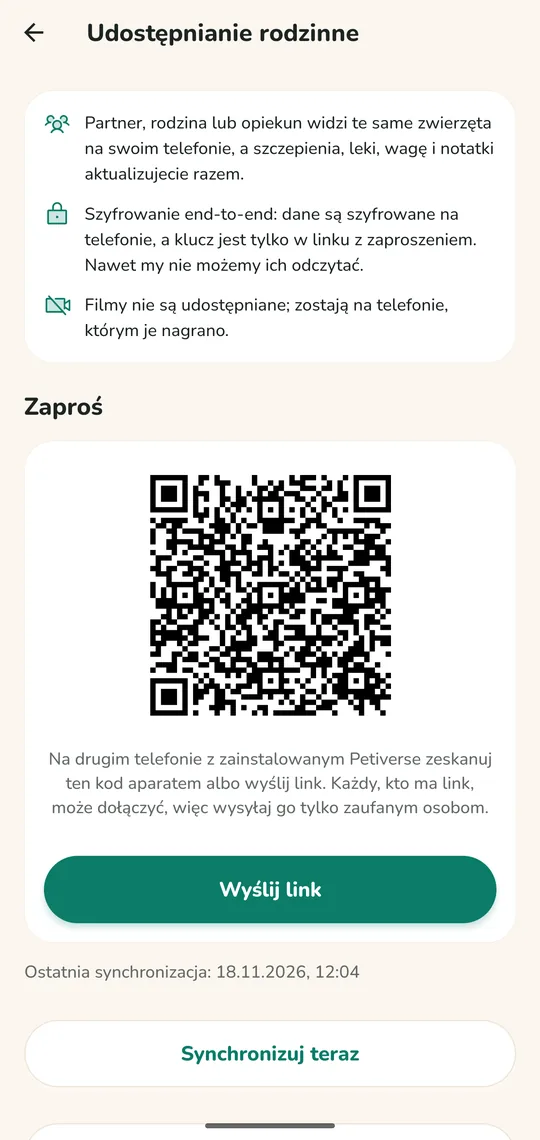 Udostępnianie rodzinne
Partner, rodzina lub opiekun widzi te same zwierzęta
na swoim telefonie, a szczepienia, leki, wagę i notatki
aktualizujecie razem.
Szyfrowanie end-to-end: dane są szyfrowane na
telefonie, a klucz jest tylko w linku z zaproszeniem.
Nawet my nie możemy ich odczytać.
Filmy nie są udostępniane; zostają na telefonie,
którym je nagrano.
Zaproś
Na drugim telefonie z zainstalowanym Petiverse zeskanuj
ten kod aparatem albo wyślij link. Każdy, kto ma link,
może dołączyć, więc wysyłaj go tylko zaufanym osobom.
Wyślij link
Ostatnia synchronizacja: 18.11.2026, 12:04
Synchronizuj teraz